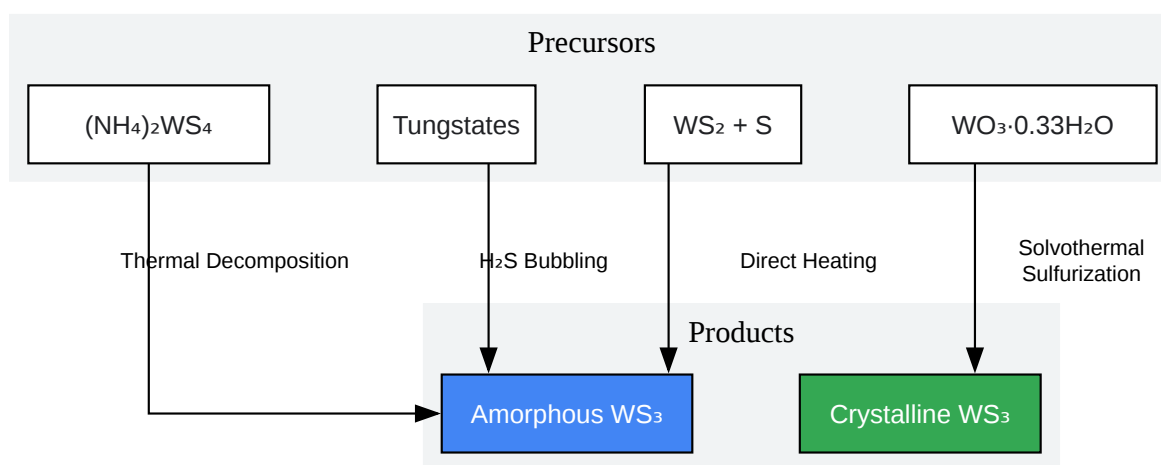 Precursors
(NH₄)₂WS₄
Tungstates
WS₂ + S
WO₃·0.33H₂O
Thermal Decomposition
H₂S Bubbling
Direct Heating
Solvothermal
Sulfurization
Products
Amorphous WS₃
Crystalline WS₃